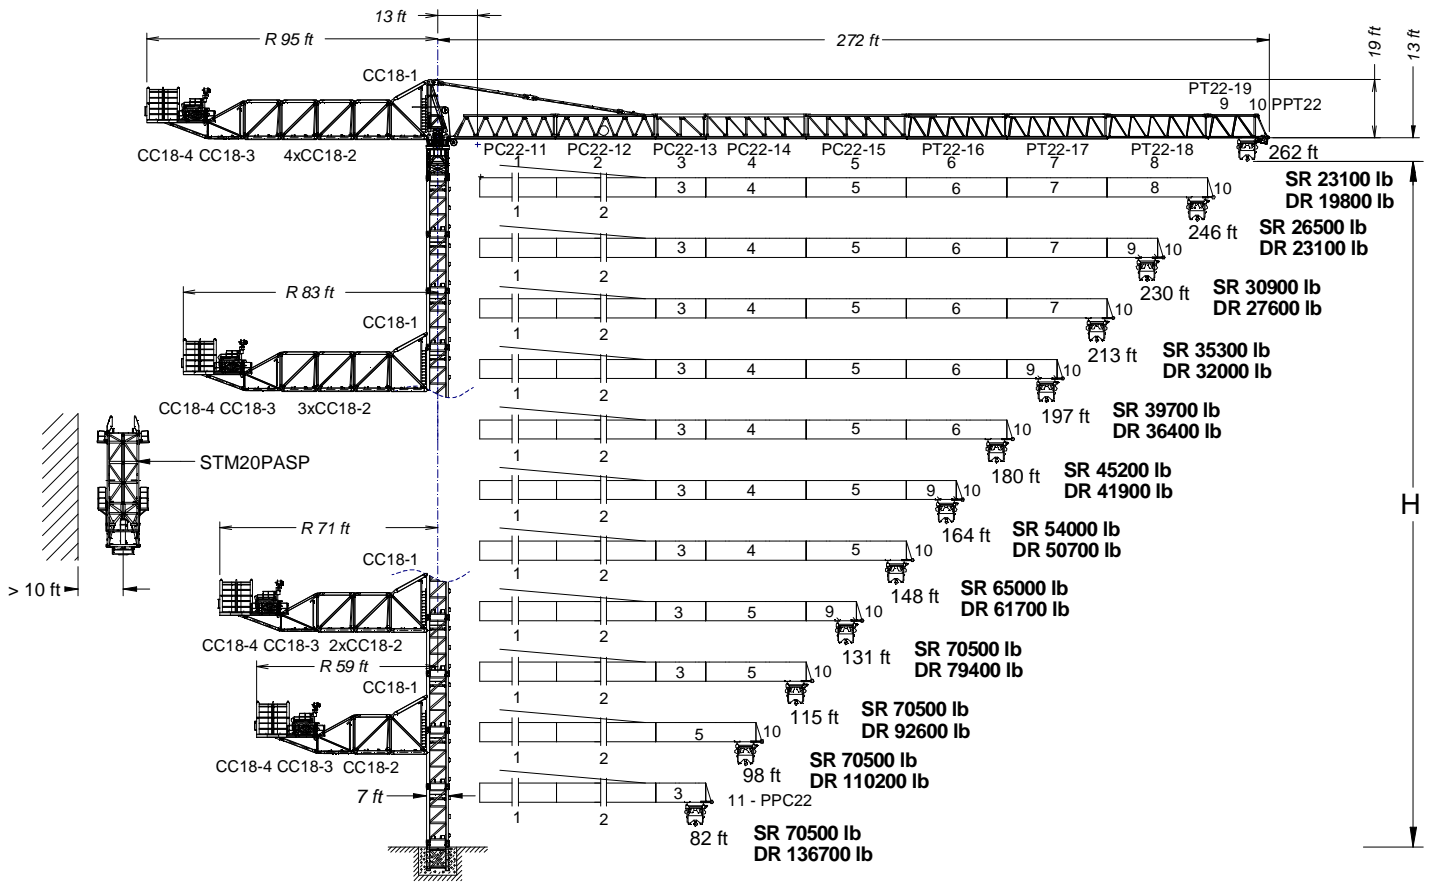 13 ft
R 95 ft
272 ft
19 ft
13 ft
CC18-1
PT22-19
9 10 PPT22
CC18-4 CC18-3 4xCC18-2
PC22-11 PC22-12 PC22-13 PC22-14 PC22-15 PT22-16 PT22-17 PT22-18
262 ft
1 2 3 4 5 6 7 8
SR 23100 lb
DR 19800 lb
3 4 5 6 7 8 10
1 2
246 ft
SR 26500 lb
DR 23100 lb
3 4 5 6 7 9 10
1 2
230 ft
SR 30900 lb
DR 27600 lb
R 83 ft
3 4 5 6 7 10
1 2
CC18-1
213 ft
SR 35300 lb
DR 32000 lb
3 4 5 6 9 10
1 2
CC18-4 CC18-3 3xCC18-2
197 ft
SR 39700 lb
DR 36400 lb
3 4 5 6 10
1 2
STM20PASP
180 ft
SR 45200 lb
DR 41900 lb
3 4 5 9 10
1 2
H
R 71 ft
164 ft
SR 54000 lb
DR 50700 lb
3 4 5 10
1 2
CC18-1
> 10 ft
148 ft
SR 65000 lb
DR 61700 lb
3 5 9 10
1 2
CC18-4 CC18-3 2xCC18-2
131 ft
SR 70500 lb
DR 79400 lb
R 59 ft
3 5 10
1 2
CC18-1
115 ft
SR 70500 lb
DR 92600 lb
5 10
1 2
CC18-4 CC18-3 CC18-2
98 ft
SR 70500 lb
DR 110200 lb
7 ft
3 11 - PPC22
1 2
82 ft
SR 70500 lb
DR 136700 lb